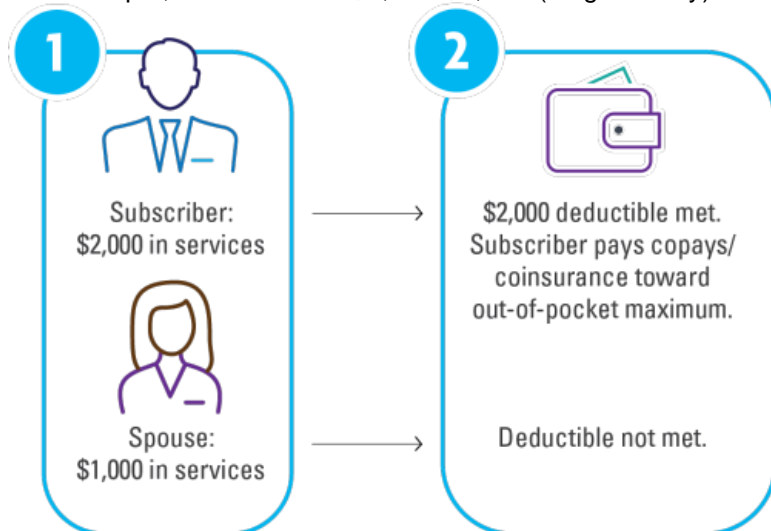 1
2
Subscriber:
$2,000 in services
$2,000 deductible met.
Subscriber pays copays/
coinsurance toward
out-of-pocket maximum.
Spouse:
$1,000 in services
Deductible not met.